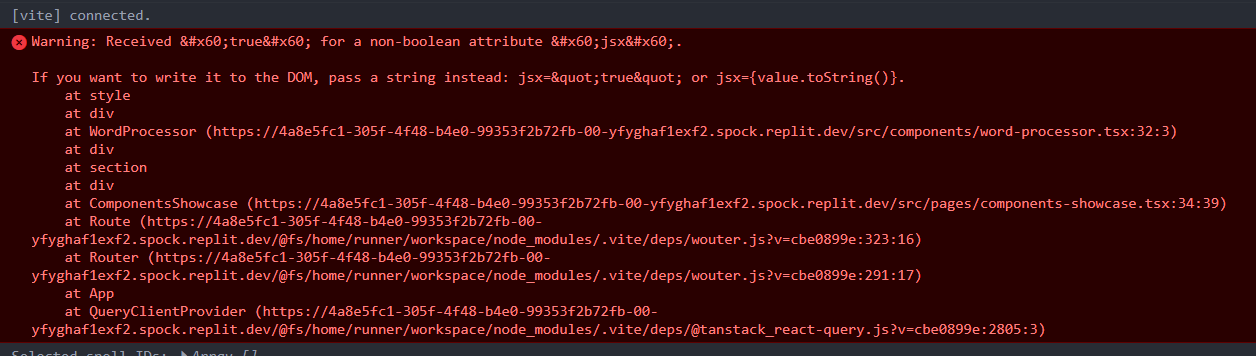 [vite] connected.
Warning: Received &#x60;true&#x60; for a non-boolean attribute &#x60;jsx&#x60;.
If you want to write it to the DOM, pass a string instead: jsx=&quot;true&quot; or jsx={value.toString()}.
at style
at div
at WordProcessor (https://4a8e5fc1-305f-4f48-b4e0-99353f2b72fb-00-yfyghaf1exf2.spock.replit.dev/src/components/word-processor.tsx:32:3)
at div
at section
at div
at ComponentsShowcase (https://4a8e5fc1-305f-4f48-b4e0-99353f2b72fb-00-yfyghaf1exf2.spock.replit.dev/src/pages/components-showcase.tsx:34:39)
at Route (https://4a8e5fc1-305f-4f48-b4e0-99353f2b72fb-00-
yfyghaf1exf2.spock.replit.dev/@fs/home/runner/workspace/node_modules/.vite/deps/wouter.js?v=cbe0899e:323:16)
at Router (https://4a8e5fc1-305f-4f48-b4e0-99353f2b72fb-00-
yfyghaf1exf2.spock.replit.dev/@fs/home/runner/workspace/node_modules/.vite/deps/wouter.js?v=cbe0899e:291:17)
at App
at QueryClientProvider (https://4a8e5fc1-305f-4f48-b4e0-99353f2b72fb-00-
yfyghaf1exf2.spock.replit.dev/@fs/home/runner/workspace/node_modules/.vite/deps/@tanstack_react-query.js?v=cbe0899e:2805:3)